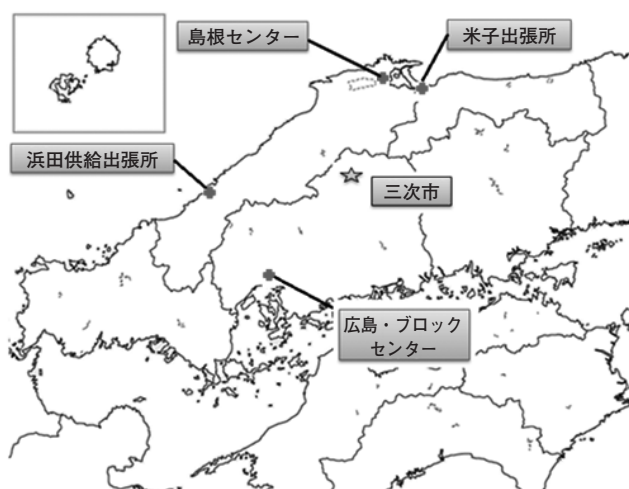 島根センター
米子出張所
浜田供給出張所
三次市
広島・ブロック
センター